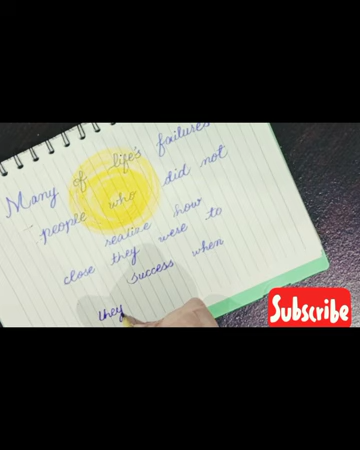 Many of life's failures
people who did not
realize how
close they were to
success when
they
Subscribe